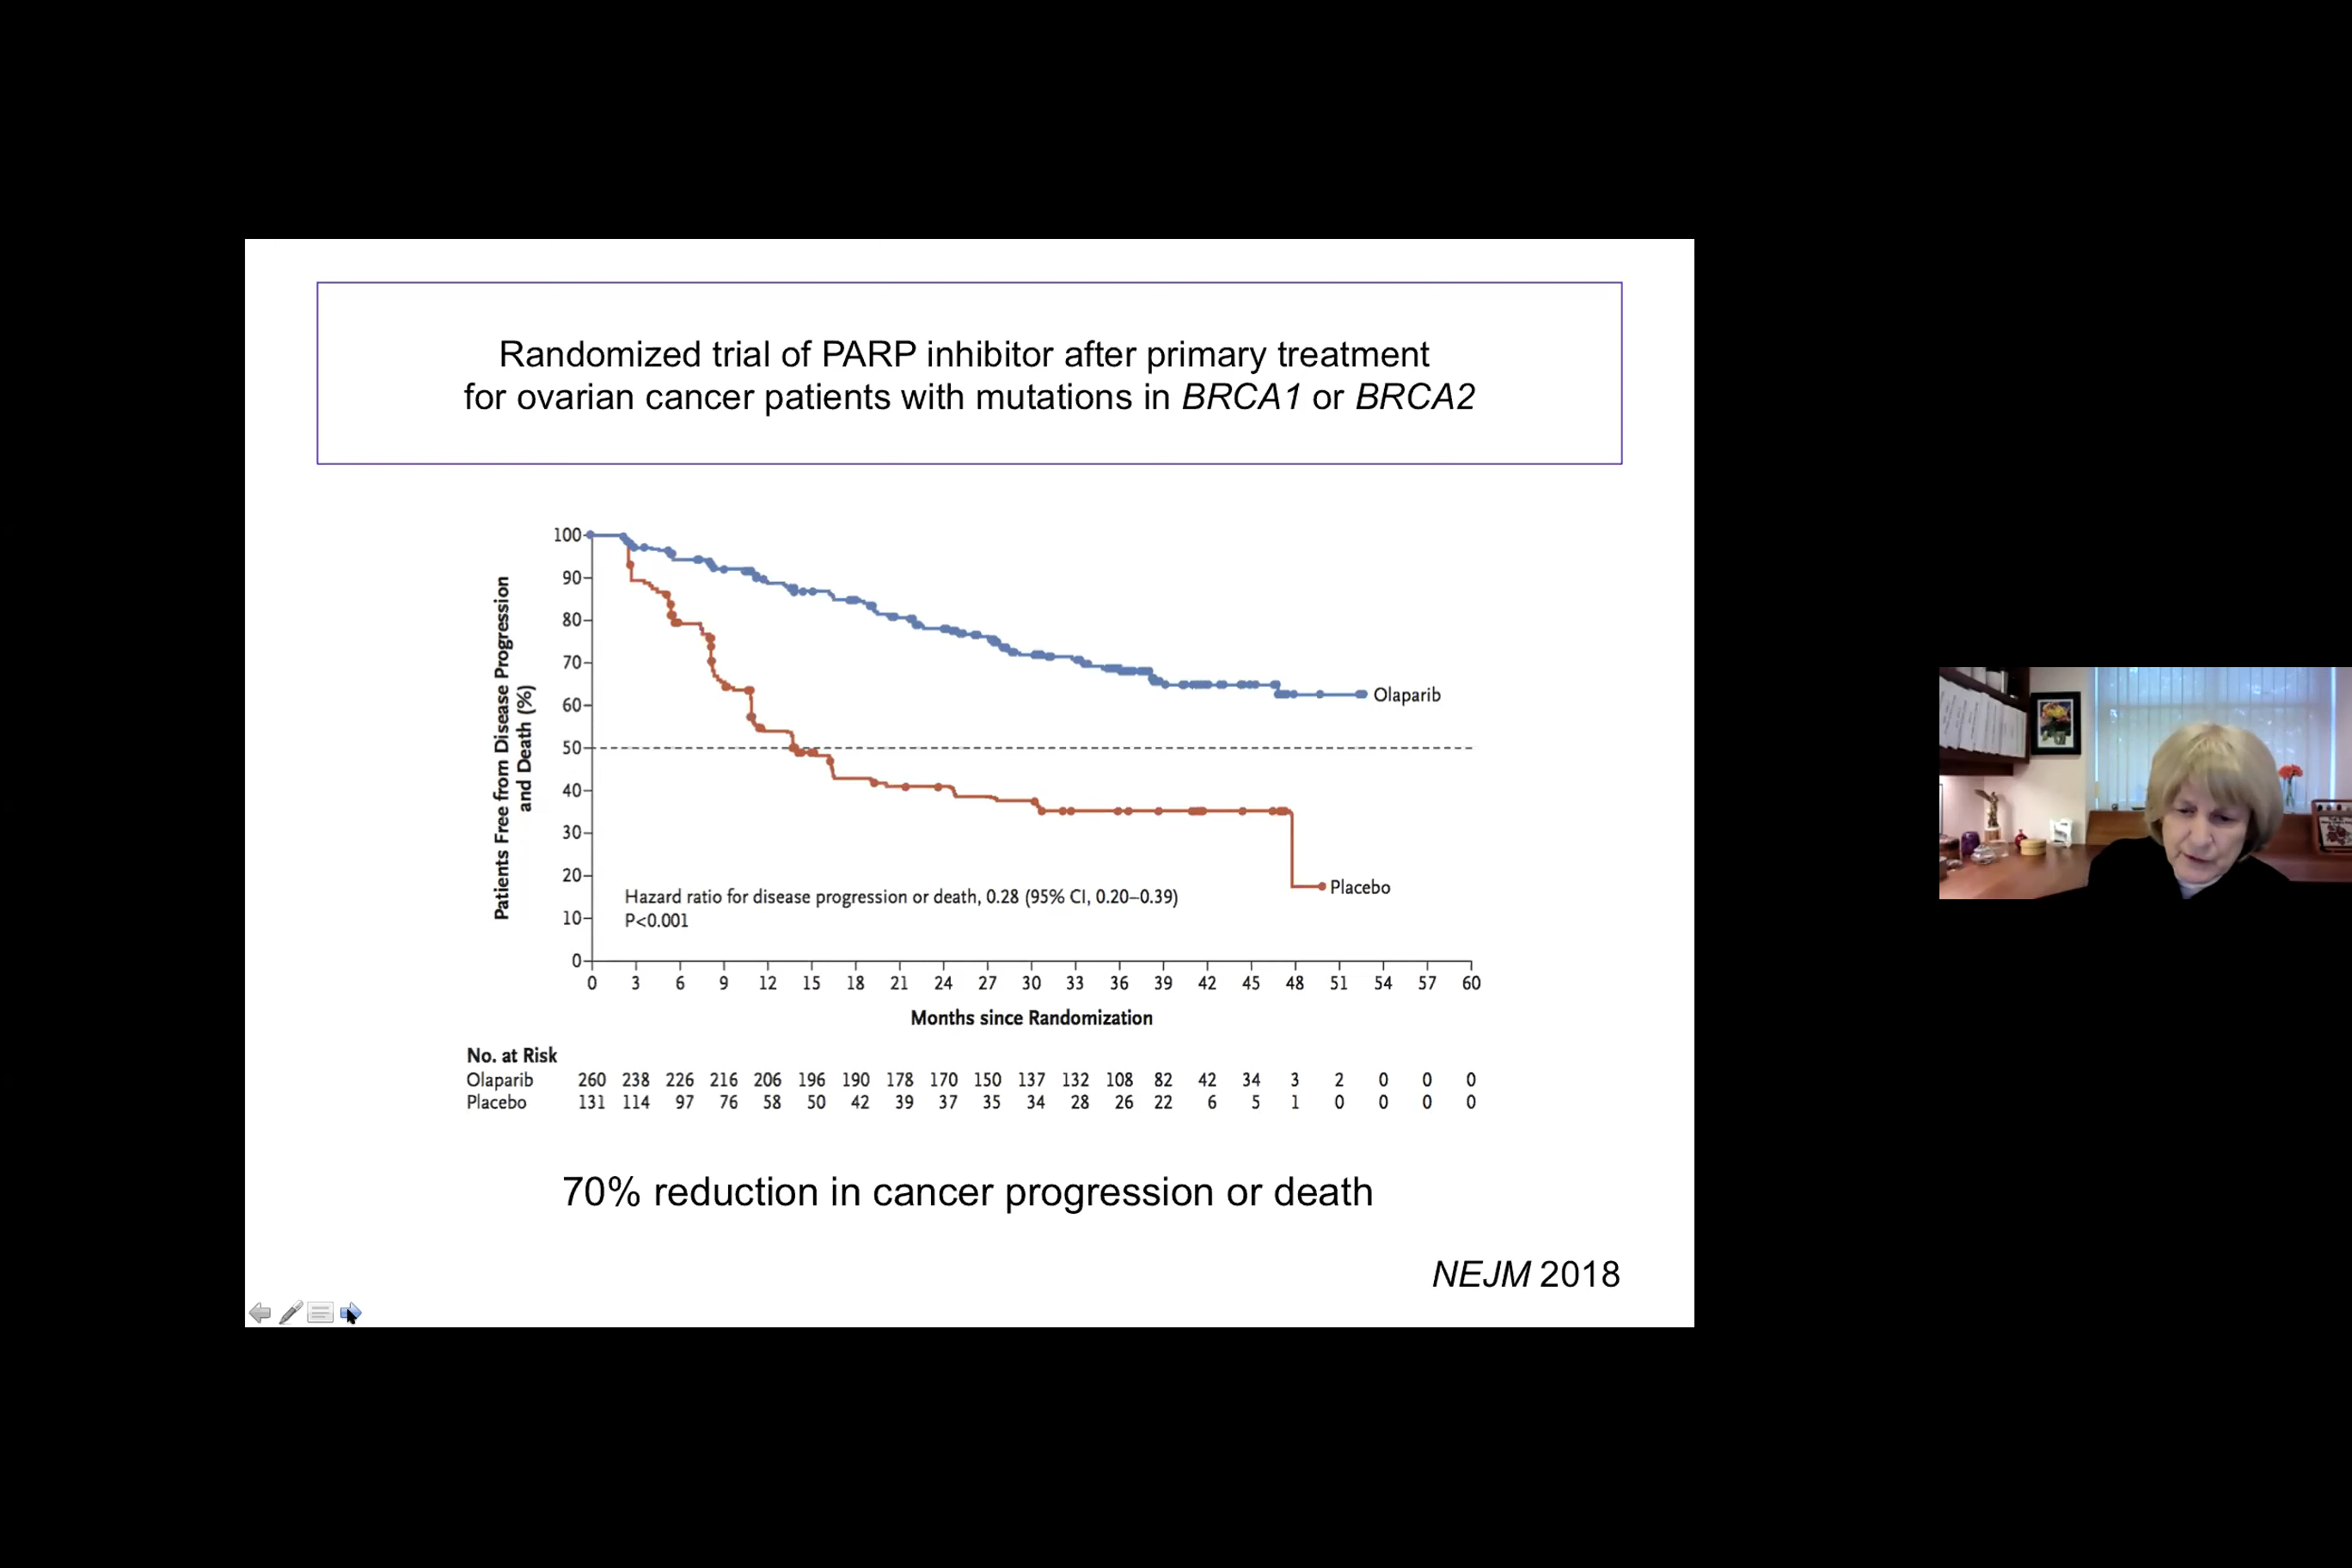 Randomized trial of PARP inhibitor after primary treatment
for ovarian cancer patients with mutations in BRCA1 or BRCA2
Patients Free from Disease Progression
and Death (%)
100
90
80
70
60
50
40
30
20
10
0
Olaparib
Placebo
Hazard ratio for disease progression or death, 0.28 (95% CI, 0.20–0.39)
P<0.001
0 3 6 9 12 15 18 21 24 27 30 33 36 39 42 45 48 51 54 57 60
Months since Randomization
No. at Risk
Olaparib 260 238 226 216 206 196 190 178 170 150 137 132 108 82 42 34 3 2 0 0 0
Placebo 131 114 97 76 58 50 42 39 37 35 34 28 26 22 6 5 1 0 0 0 0
70% reduction in cancer progression or death
NEJM 2018